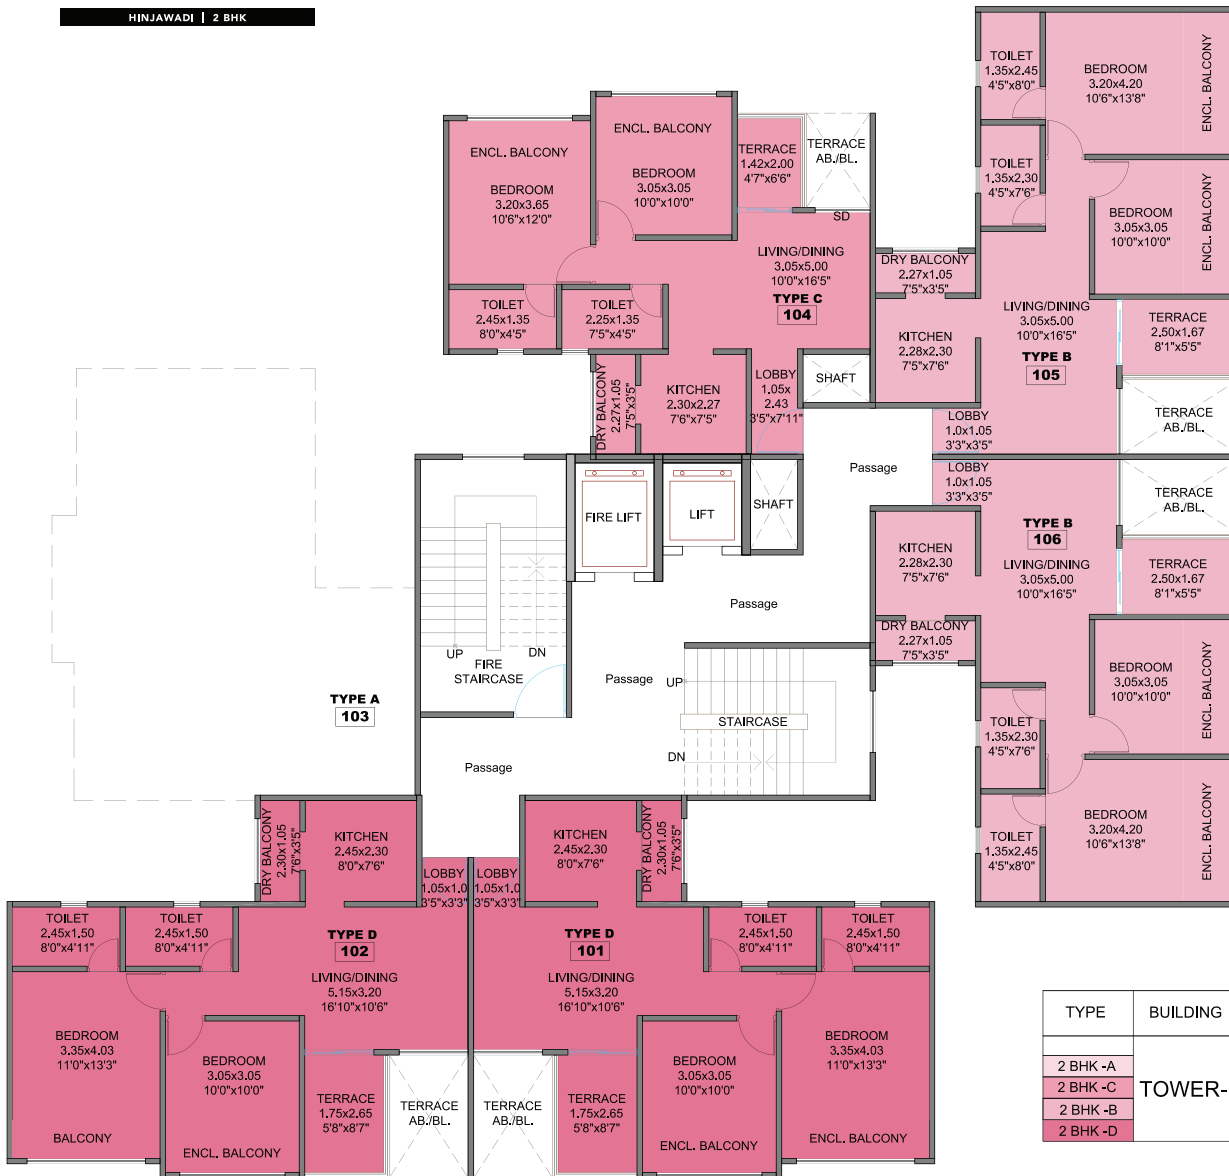 HINJAWADI | 2 BHK
TOILET
1.35x2.45
4'5"x8'0"
BEDROOM
3.20x4.20
10'6"x13'8"
ENCL. BALCONY
TOILET
1.35x2.30
4'5"x7'6"
BEDROOM
3.05x3.05
10'0"x10'0"
ENCL. BALCONY
ENCL. BALCONY
BEDROOM
3.20x3.65
10'6"x12'0"
ENCL. BALCONY
BEDROOM
3.05x3.05
10'0"x10'0"
TERRACE
1.42x2.00
4'7"x6'6"
TERRACE
AB./BL.
SD
LIVING/DINING
3.05x5.00
10'0"x16'5"
TYPE C
104
TOILET
2.45x1.35
8'0"x4'5"
TOILET
2.25x1.35
7'5"x4'5"
DRY BALCONY
2.27x1.05
7'5"x3'5"
KITCHEN
2.30x2.27
7'6"x7'5"
LOBBY
1.05x
2.43
3'5"x7'11"
SHAFT
DRY BALCONY
2.27x1.05
7'5"x3'5"
KITCHEN
2.28x2.30
7'5"x7'6"
LIVING/DINING
3.05x5.00
10'0"x16'5"
TYPE B
105
TERRACE
2.50x1.67
8'1"x5'5"
TERRACE
AB./BL.
LOBBY
1.0x1.05
3'3"x3'5"
Passage
LOBBY
1.0x1.05
3'3"x3'5"
TERRACE
AB./BL.
FIRE LIFT
LIFT
SHAFT
TYPE B
106
KITCHEN
2.28x2.30
7'5"x7'6"
LIVING/DINING
3.05x5.00
10'0"x16'5"
TERRACE
2.50x1.67
8'1"x5'5"
DRY BALCONY
2.27x1.05
7'5"x3'5"
Passage
UP
DN
FIRE
STAIRCASE
Passage
UP
STAIRCASE
DN
BEDROOM
3.05x3.05
10'0"x10'0"
ENCL. BALCONY
TYPE A
103
TOILET
1.35x2.30
4'5"x7'6"
Passage
BEDROOM
3.20x4.20
10'6"x13'8"
ENCL. BALCONY
TOILET
1.35x2.45
4'5"x8'0"
DRY BALCONY
2.30x1.05
7'6"x3'5"
KITCHEN
2.45x2.30
8'0"x7'6"
KITCHEN
2.45x2.30
8'0"x7'6"
DRY BALCONY
2.30x1.05
7'6"x3'5"
LOBBY
1.05x1.0
3'5"x3'3"
LOBBY
1.05x1.0
3'5"x3'3"
TOILET
2.45x1.50
8'0"x4'11"
TOILET
2.45x1.50
8'0"x4'11"
TYPE D
102
LIVING/DINING
5.15x3.20
16'10"x10'6"
TYPE D
101
LIVING/DINING
5.15x3.20
16'10"x10'6"
TOILET
2.45x1.50
8'0"x4'11"
TOILET
2.45x1.50
8'0"x4'11"
BEDROOM
3.35x4.03
11'0"x13'3"
BALCONY
BEDROOM
3.05x3.05
10'0"x10'0"
ENCL. BALCONY
TERRACE
1.75x2.65
5'8"x8'7"
TERRACE
AB./BL.
TERRACE
AB./BL.
TERRACE
1.75x2.65
5'8"x8'7"
BEDROOM
3.05x3.05
10'0"x10'0"
ENCL. BALCONY
BEDROOM
3.35x4.03
11'0"x13'3"
ENCL. BALCONY
TYPE BUILDING
2 BHK -A
2 BHK -C
2 BHK -B
2 BHK -D
TOWER-